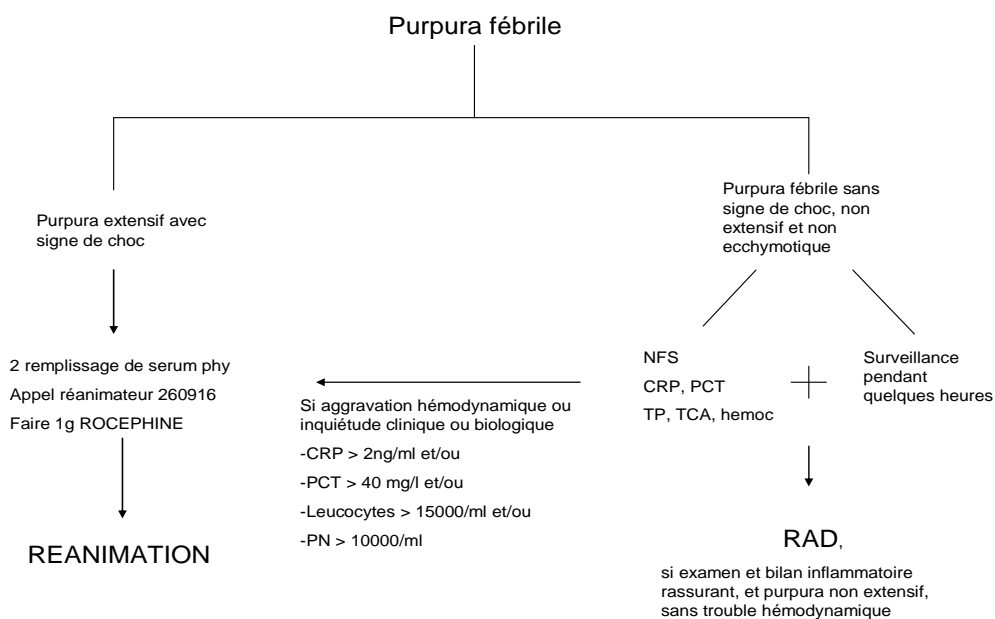 Purpura fébrile
Purpura extensif avec
signe de choc
2 remplissage de serum phy
Appel réanimateur 260916
Faire 1g ROCEPHINE
REANIMATION
Si aggravation hémodynamique ou
inquiétude clinique ou biologique
-CRP > 2ng/ml et/ou
-PCT > 40 mg/l et/ou
-Leucocytes > 15000/ml et/ou
-PN > 10000/ml
Purpura fébrile sans
signe de choc, non
extensif et non
ecchymotique
NFS
CRP, PCT
TP, TCA, hemoc
Surveillance
pendant
quelques heures
RAD,
si examen et bilan inflammatoire
rassurant, et purpura non extensif,
sans trouble hémodynamique